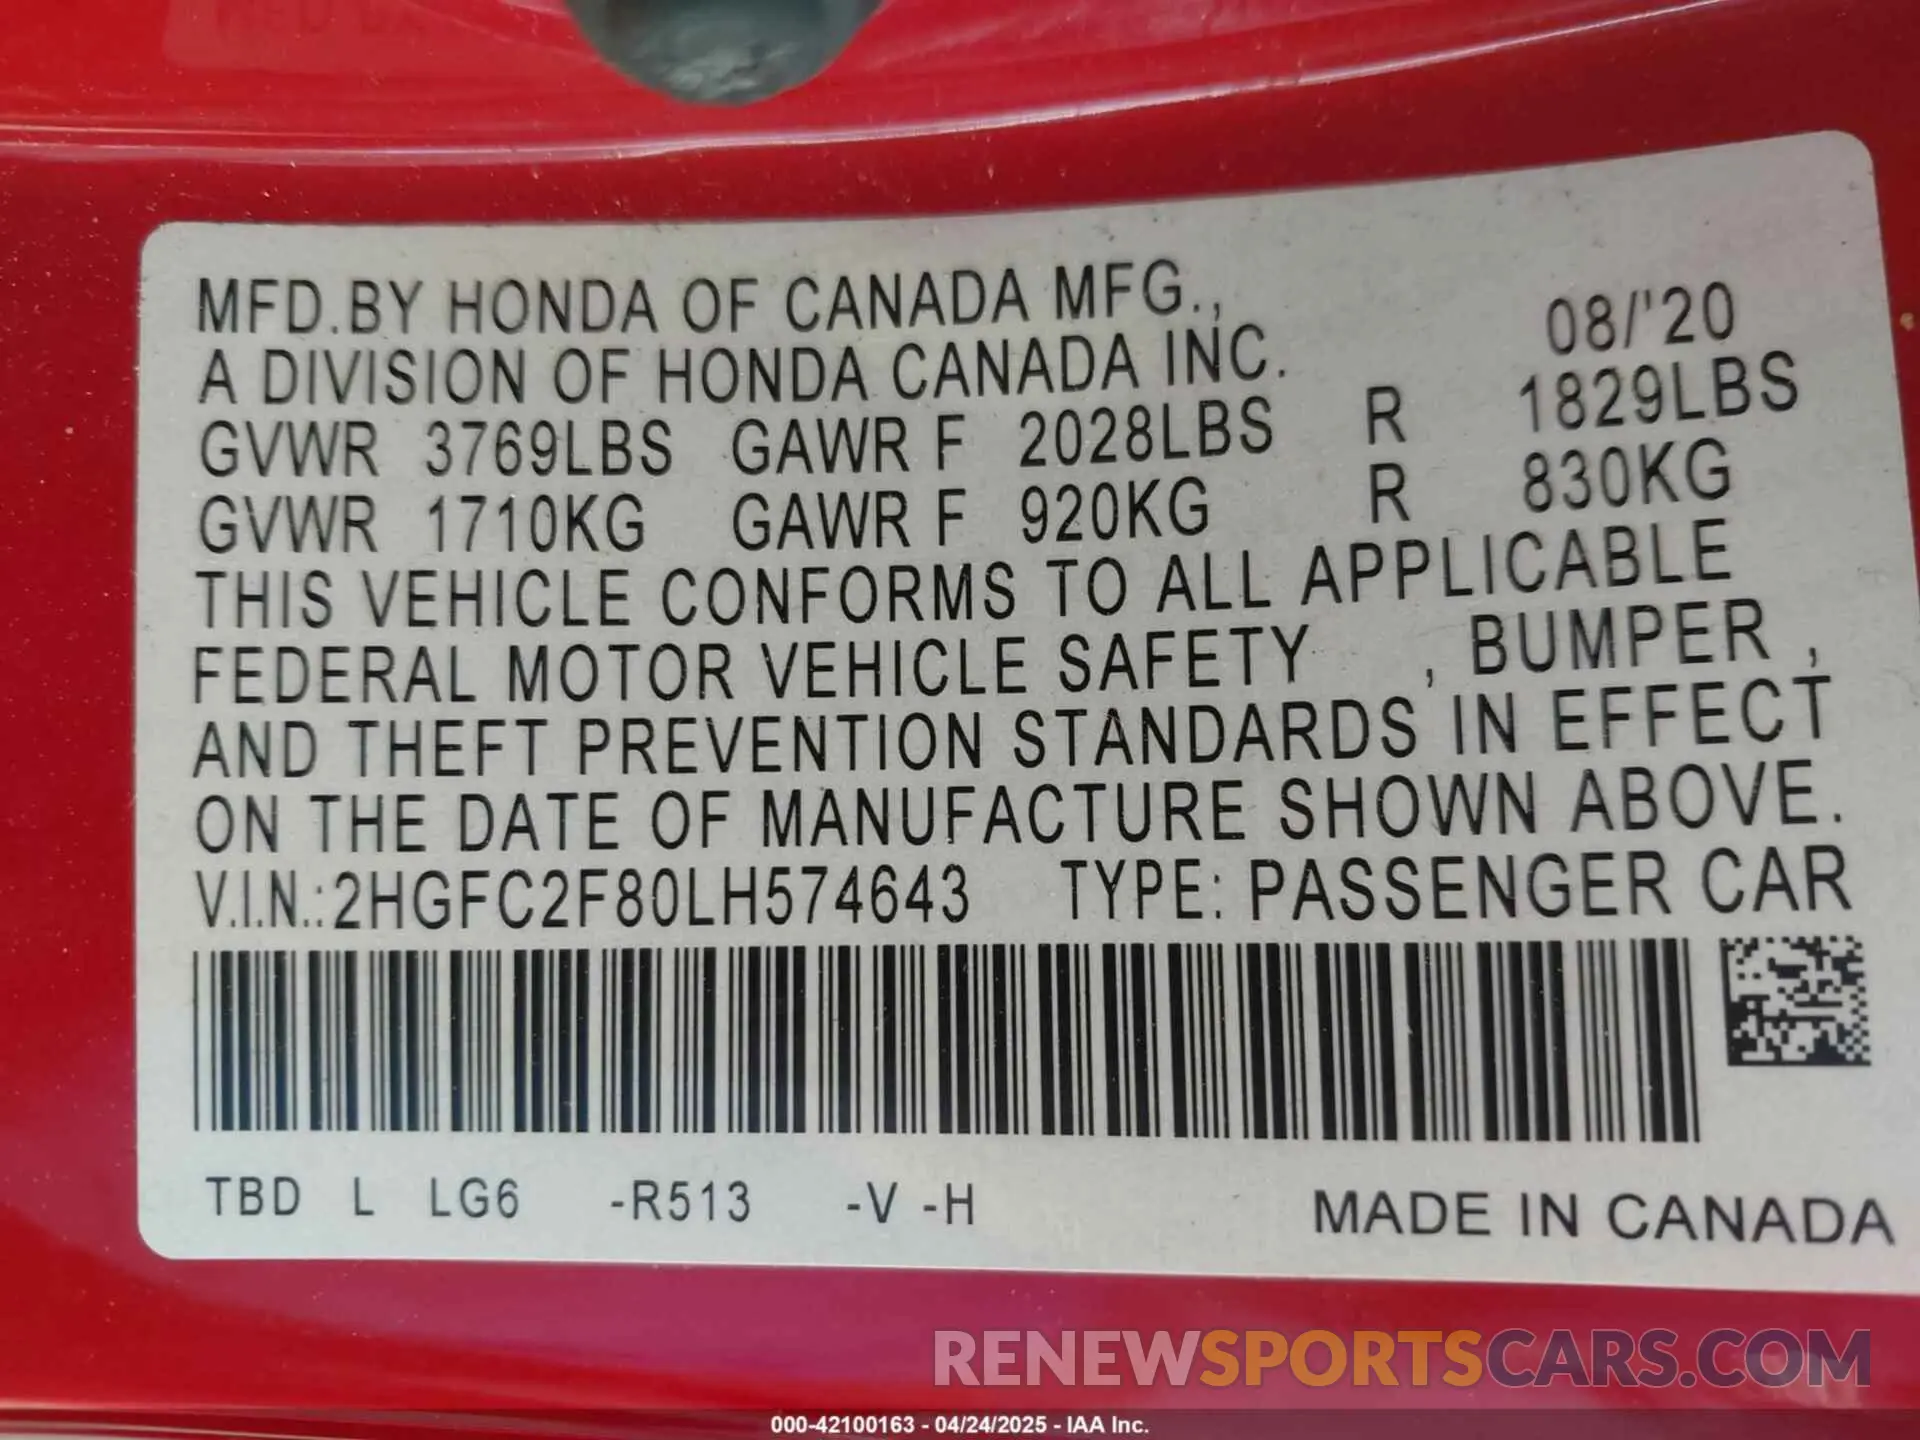 MFD.BY HONDA OF CANADA MFG., 08/'20
A DIVISION OF HONDA CANADA INC.
GVWR 3769LBS GAWR F 2028LBS R 1829LBS
GVWR 1710KG GAWR F 920KG R 830KG
THIS VEHICLE CONFORMS TO ALL APPLICABLE
FEDERAL MOTOR VEHICLE SAFETY , BUMPER ,
AND THEFT PREVENTION STANDARDS IN EFFECT
ON THE DATE OF MANUFACTURE SHOWN ABOVE.
V.I.N.:2HGFC2F80LH574643 TYPE: PASSENGER CAR
TBD L LG6 -R513 -V -H MADE IN CANADA
RENEWSPORTSCARS.COM
000-42100163 - 04/24/2025 - IAA Inc.